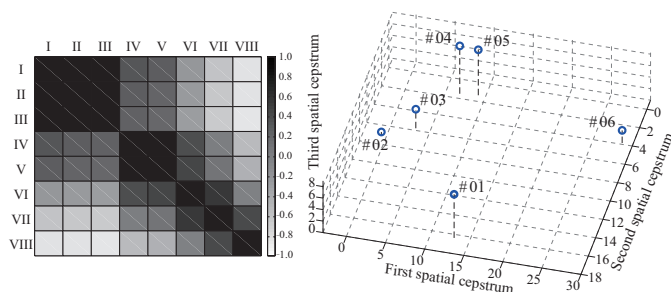 I II III IV V VI VII VIII
I
II
III
IV
V
VI
VII
VIII
1.0
0.8
0.6
0.4
0.2
0.0
-0.2
-0.4
-0.6
-0.8
-1.0
#04
#05
#03
#02
#06
#01
Third spatial cepstrum
8
6
4
2
0
0 5 10 15 20 25 30
First spatial cepstrum
0
2
4
6
8
10
12
14
16
18
Second spatial cepstrum